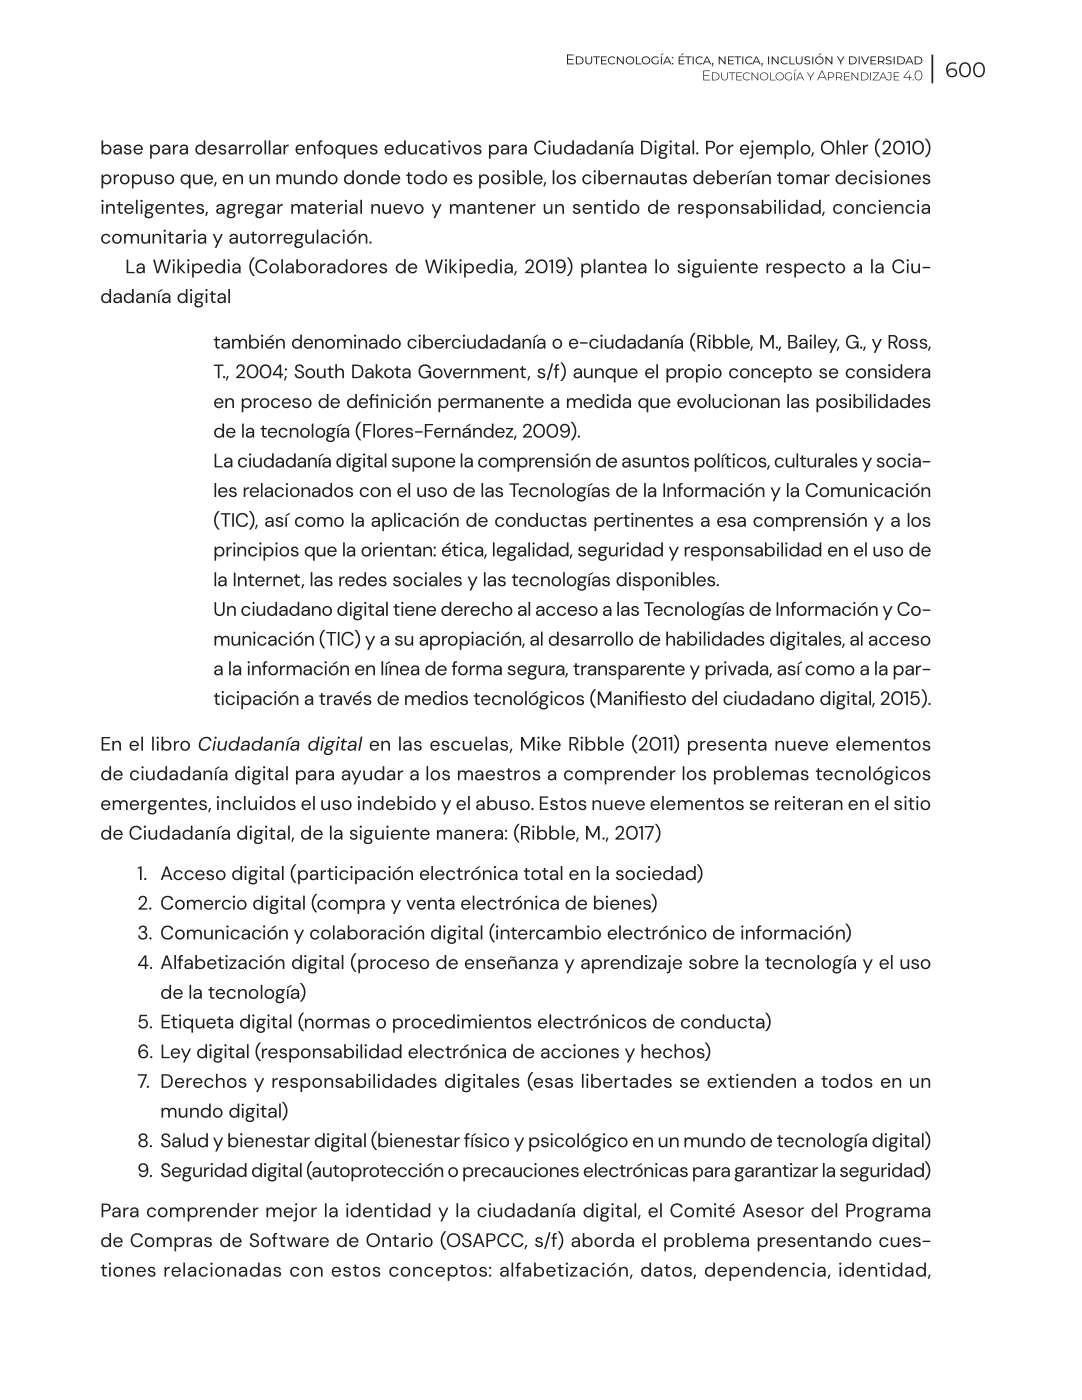 Edutecnología: ética, netica, inclusión y diversidad
Edutecnología y Aprendizaje 4.0
600
base para desarrollar enfoques educativos para Ciudadanía Digital. Por ejemplo, Ohler (2010)
propuso que, en un mundo donde todo es posible, los cibernautas deberían tomar decisiones
inteligentes, agregar material nuevo y mantener un sentido de responsabilidad, conciencia
comunitaria y autorregulación.
La Wikipedia (Colaboradores de Wikipedia, 2019) plantea lo siguiente respecto a la Ciu-
dadanía digital
también denominado ciberciudadanía o e-ciudadanía (Ribble, M., Bailey, G., y Ross,
T., 2004; South Dakota Government, s/f) aunque el propio concepto se considera
en proceso de definición permanente a medida que evolucionan las posibilidades
de la tecnología (Flores-Fernández, 2009).
La ciudadanía digital supone la comprensión de asuntos políticos, culturales y socia-
les relacionados con el uso de las Tecnologías de la Información y la Comunicación
(TIC), así como la aplicación de conductas pertinentes a esa comprensión y a los
principios que la orientan: ética, legalidad, seguridad y responsabilidad en el uso de
la Internet, las redes sociales y las tecnologías disponibles.
Un ciudadano digital tiene derecho al acceso a las Tecnologías de Información y Co-
municación (TIC) y a su apropiación, al desarrollo de habilidades digitales, al acceso
a la información en línea de forma segura, transparente y privada, así como a la par-
ticipación a través de medios tecnológicos (Manifiesto del ciudadano digital, 2015).
En el libro Ciudadanía digital en las escuelas, Mike Ribble (2011) presenta nueve elementos
de ciudadanía digital para ayudar a los maestros a comprender los problemas tecnológicos
emergentes, incluidos el uso indebido y el abuso. Estos nueve elementos se reiteran en el sitio
de Ciudadanía digital, de la siguiente manera: (Ribble, M., 2017)
1. Acceso digital (participación electrónica total en la sociedad)
2. Comercio digital (compra y venta electrónica de bienes)
3. Comunicación y colaboración digital (intercambio electrónico de información)
4. Alfabetización digital (proceso de enseñanza y aprendizaje sobre la tecnología y el uso
de la tecnología)
5. Etiqueta digital (normas o procedimientos electrónicos de conducta)
6. Ley digital (responsabilidad electrónica de acciones y hechos)
7. Derechos y responsabilidades digitales (esas libertades se extienden a todos en un
mundo digital)
8. Salud y bienestar digital (bienestar físico y psicológico en un mundo de tecnología digital)
9. Seguridad digital (autoprotección o precauciones electrónicas para garantizar la seguridad)
Para comprender mejor la identidad y la ciudadanía digital, el Comité Asesor del Programa
de Compras de Software de Ontario (OSAPCC, s/f) aborda el problema presentando cues-
tiones relacionadas con estos conceptos: alfabetización, datos, dependencia, identidad,